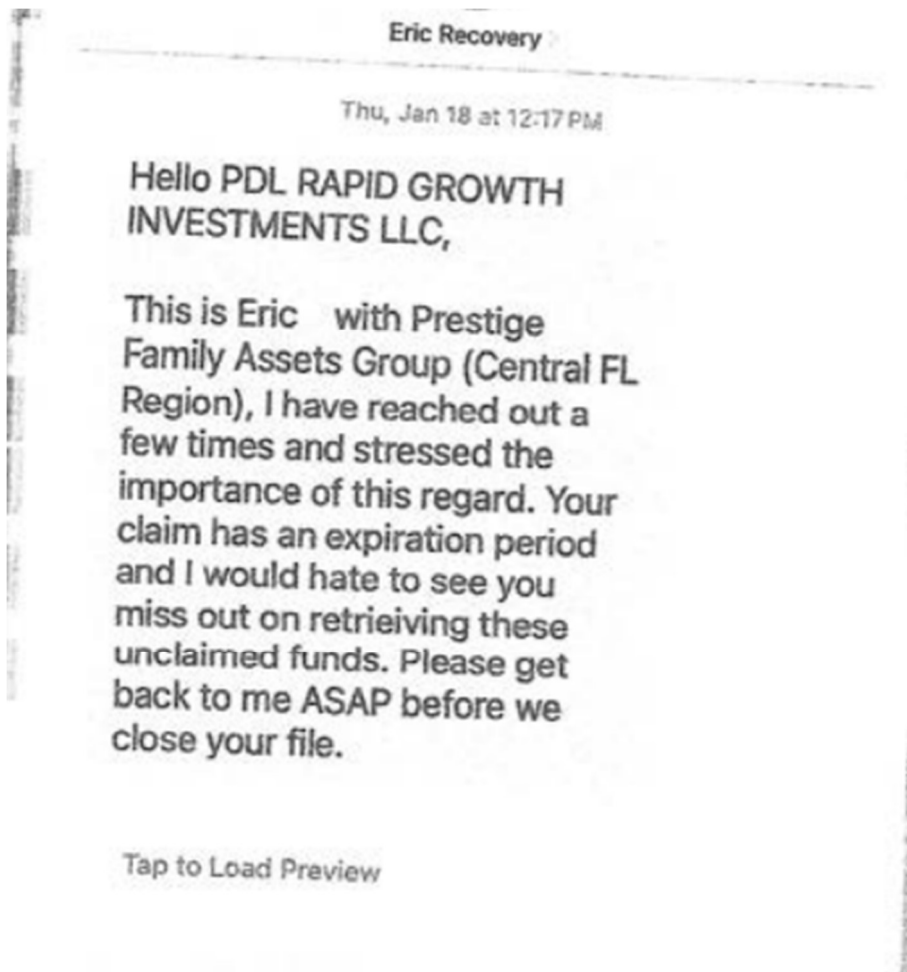 Eric Recovery
Thu, Jan 18 at 12:17 PM
Hello PDL RAPID GROWTH
INVESTMENTS LLC,
This is Eric with Prestige
Family Assets Group (Central FL
Region), I have reached out a
few times and stressed the
importance of this regard. Your
claim has an expiration period
and I would hate to see you
miss out on retrieiving these
unclaimed funds. Please get
back to me ASAP before we
close your file.
Tap to Load Preview